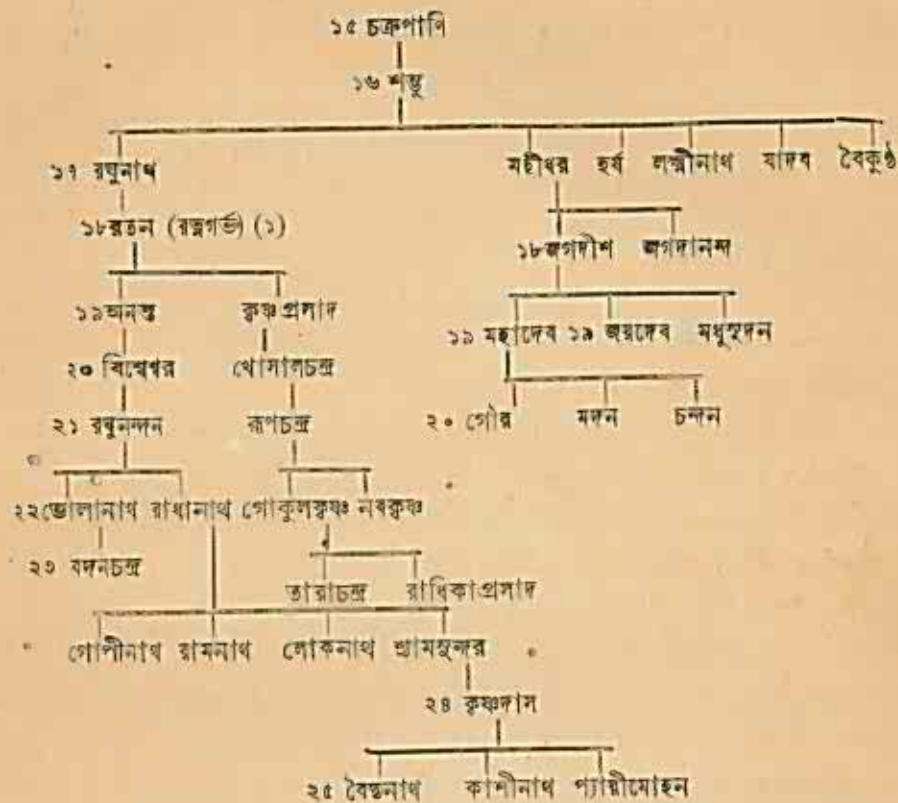 ১৫ চক্রপাণি
১৬ শম্ভু
১৭ রঘুনাথ মহীধর হর্ষ লক্ষ্মীনাথ যাদব বৈকুণ্ঠ
১৮রতন (রত্নগর্ভ) (১) ১৮জগদীশ জগদানন্দ
১৯অনন্ত কৃষ্ণপ্রসাদ ১৯ মহাদেব ১৯ জয়দেব মধুসূদন
২০ বিশ্বেশ্বর খোসালচন্দ্র
২১ রঘুনন্দন রূপচন্দ্র ২০ গৌর মদন চন্দন
২২ভোলানাথ রাধানাথ গোকুলকৃষ্ণ নবকৃষ্ণ
২৩ বদনচন্দ্র
তারাচন্দ্র রাধিকাপ্রসাদ
গোপীনাথ রামনাথ লোকনাথ শ্যামসুন্দর
২৪ কৃষ্ণদাস
২৫ বৈদ্যনাথ কাশীনাথ প্যারীমোহন